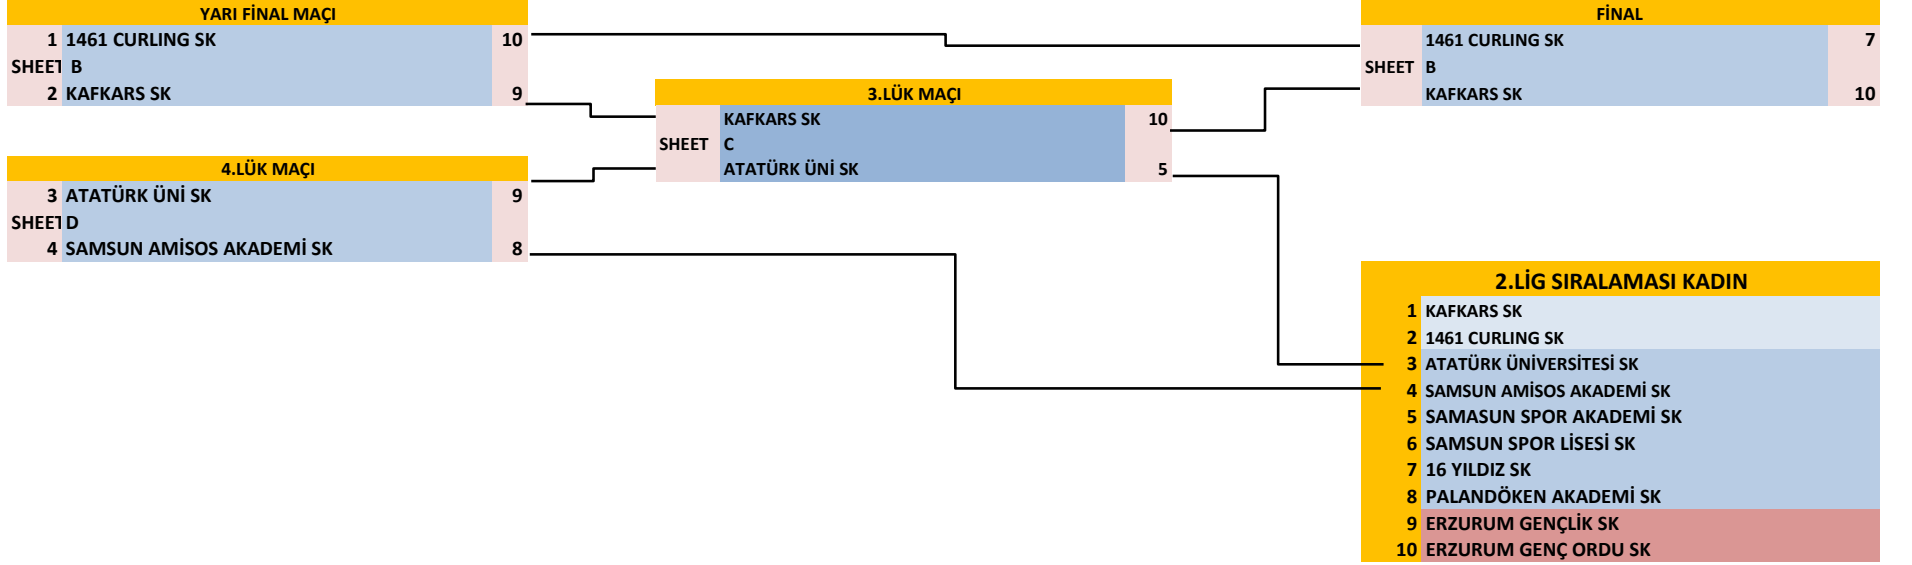 YARI FİNAL MAÇI
1 1461 CURLING SK 10
SHEET B
2 KAFKARS SK 9
4.LÜK MAÇI
3 ATATÜRK ÜNİ SK 9
SHEET D
4 SAMSUN AMİSOS AKADEMİ SK 8
3.LÜK MAÇI
KAFKARS SK 10
SHEET C
ATATÜRK ÜNİ SK 5
FİNAL
1461 CURLING SK 7
SHEET B
KAFKARS SK 10
2.LİG SIRALAMASI KADIN
1 KAFKARS SK
2 1461 CURLING SK
3 ATATÜRK ÜNİVERSİTESİ SK
4 SAMSUN AMİSOS AKADEMİ SK
5 SAMASUN SPOR AKADEMİ SK
6 SAMSUN SPOR LİSESİ SK
7 16 YILDIZ SK
8 PALANDÖKEN AKADEMİ SK
9 ERZURUM GENÇLİK SK
10 ERZURUM GENÇ ORDU SK